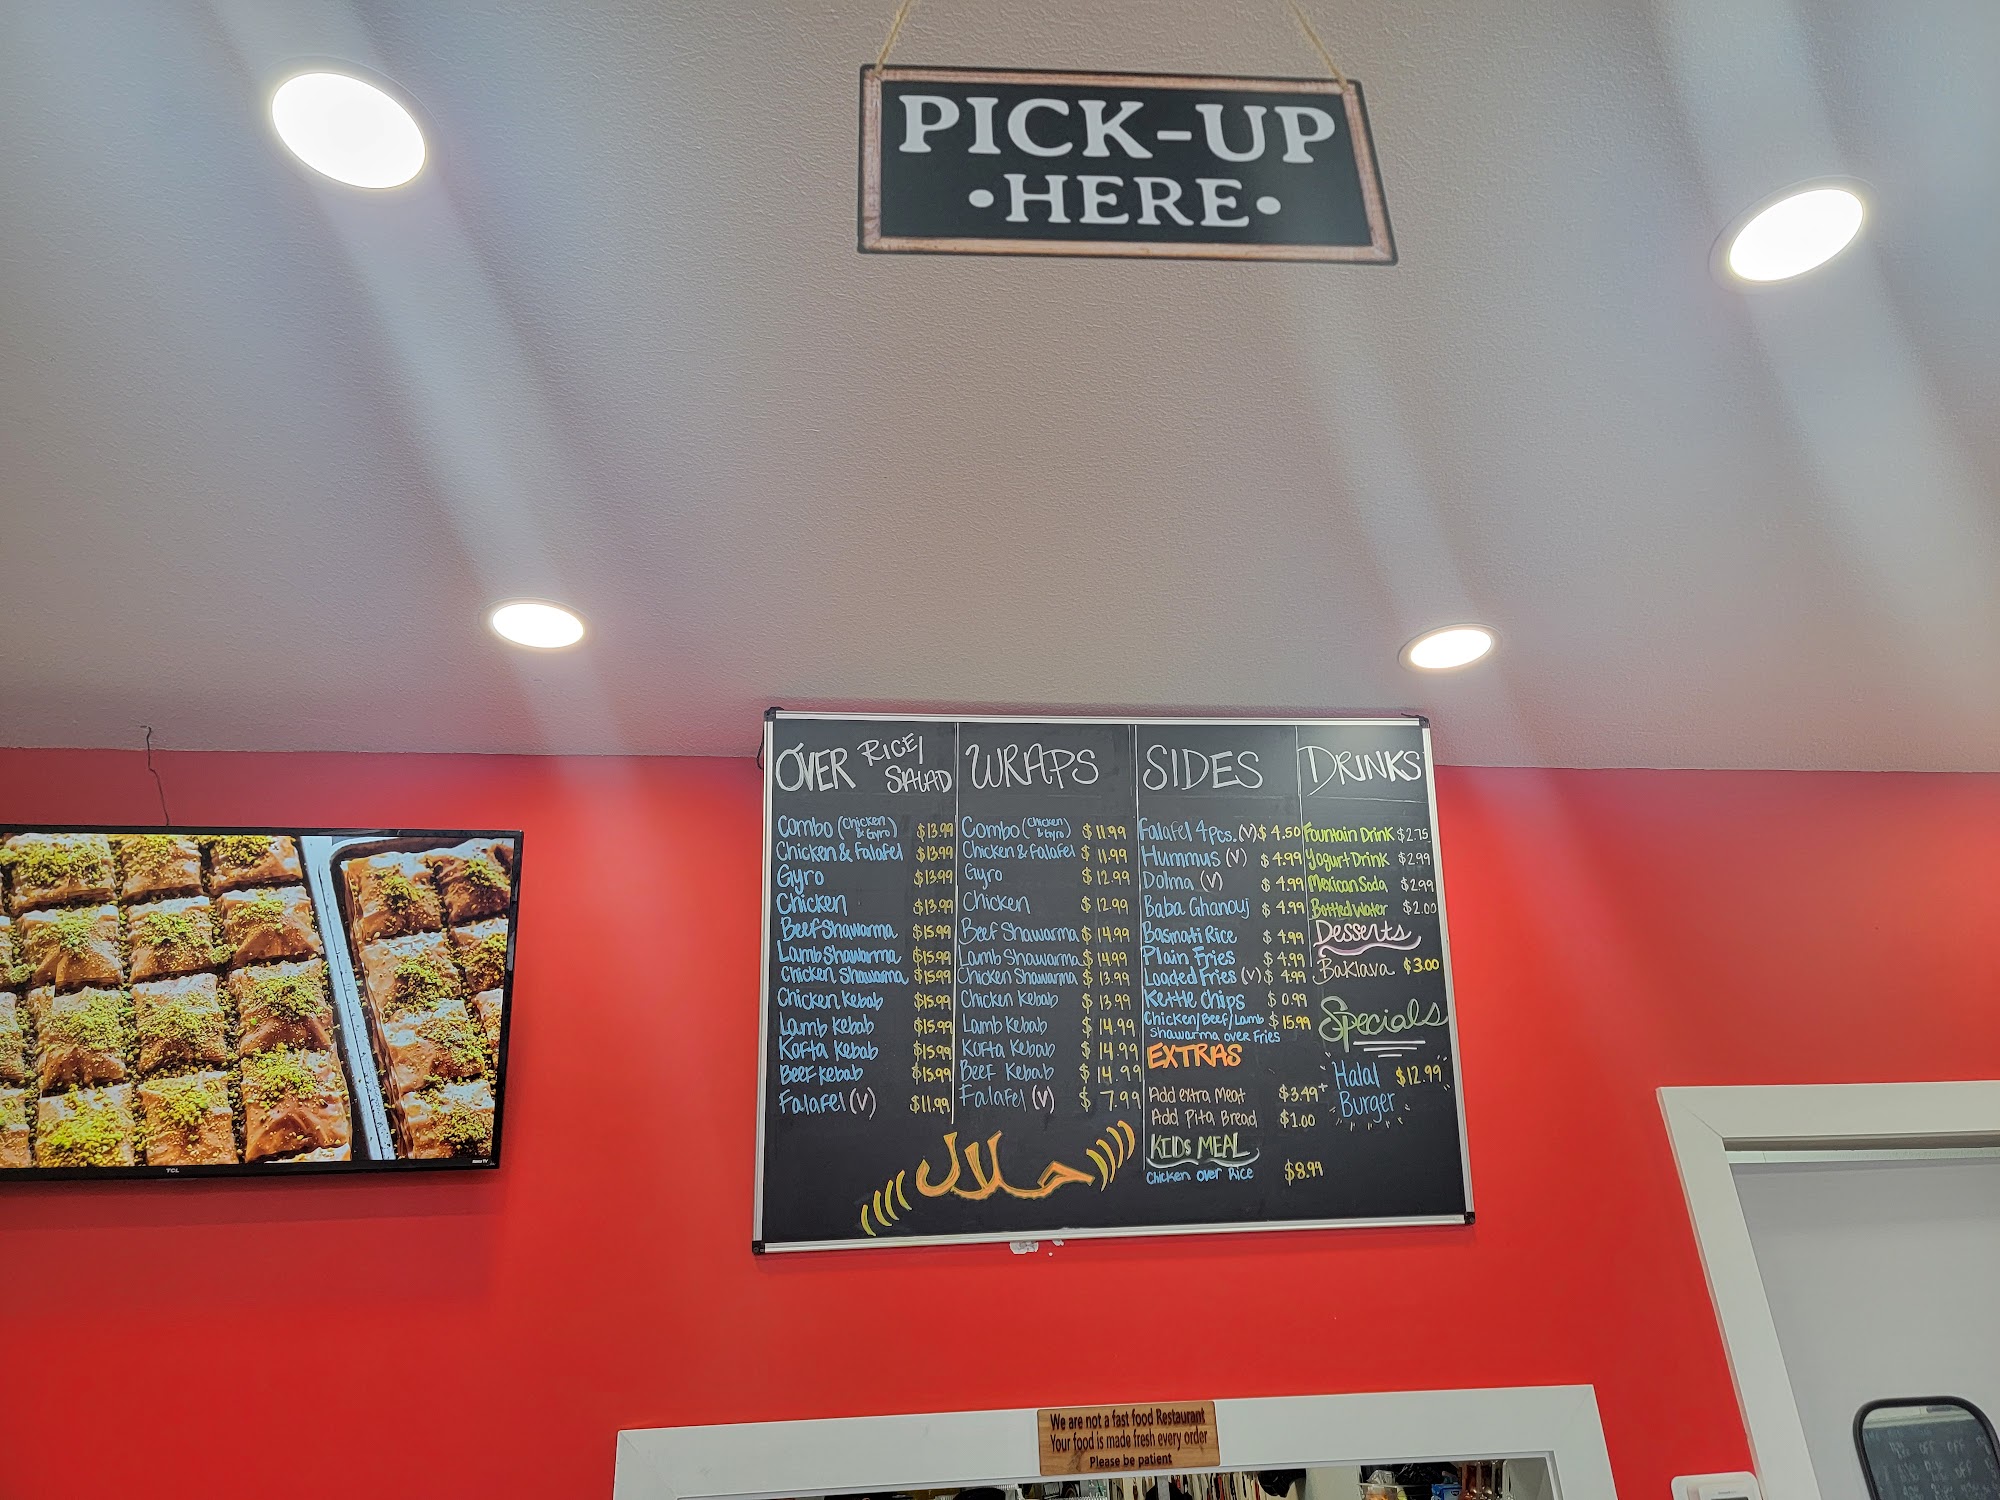 PICK-UP
•HERE•
OVER RICE/ SALAD
Combo (Chicken & Gyro) $13.99
Chicken & Falafel $13.99
Gyro $13.99
Chicken $13.99
Beef Shawarma $15.99
Lamb Shawarma $15.99
Chicken Shawarma $15.99
Chicken Kebab $15.99
Lamb Kebab $15.99
Kofta Kebab $15.99
Beef Kebab $15.99
Falafel (V) $11.99
WRAPS
Combo (Chicken & Gyro) $11.99
Chicken & Falafel $11.99
Gyro $12.99
Chicken $12.99
Beef Shawarma $14.99
Lamb Shawarma $14.99
Chicken Shawarma $13.99
Chicken Kebab $13.99
Lamb Kebab $14.99
Kofta Kebab $14.99
Beef Kebab $14.99
Falafel (V) $7.99
حلال
SIDES
Falafel 4pcs. (V) $4.50
Hummus (V) $4.99
Dolma (V) $4.99
Baba Ghanouj $4.99
Basmati Rice $4.99
Plain Fries $4.99
Loaded Fries (V) $4.99
Kettle Chips $0.99
Chicken/Beef/Lamb $15.99
Shawarma over Fries
EXTRAS
Add extra Meat $3.49+
Add Pita Bread $1.00
KIDS MEAL
Chicken over Rice $8.99
DRINKS
Fountain Drink $2.75
Yogurt Drink $2.99
Mexican Soda $2.99
Bottled Water $2.00
Desserts
Baklava $3.00
Specials
Halal $12.99
Burger
TCL
We are not a fast food Restaurant
Your food is made fresh every order
Please be patient